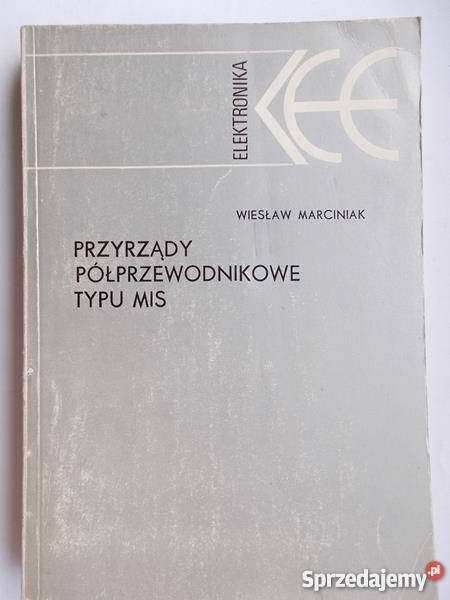 ELEKTRONIKA
WIESŁAW MARCINIAK
PRZYRZĄDY
PÓŁPRZEWODNIKOWE
TYPU MIS
Sprzedajemy.pl